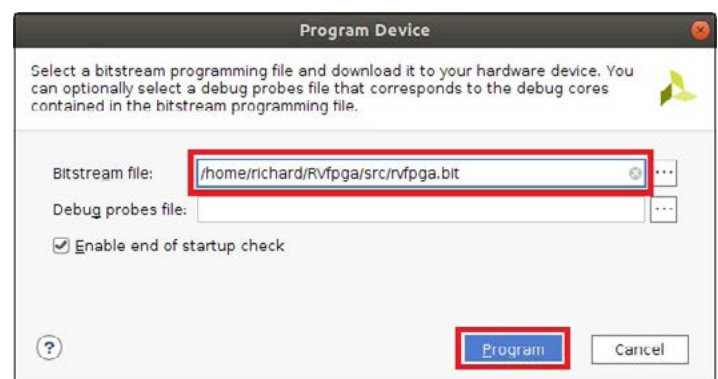 Program Device
Select a bitstream programming file and download it to your hardware device. You
can optionally select a debug probes file that corresponds to the debug cores
contained in the bitstream programming file.
Bitstream file: /home/richard/RVfpga/src/rvfpga.bit ...
Debug probes file: ...
Enable end of startup check
? Program Cancel